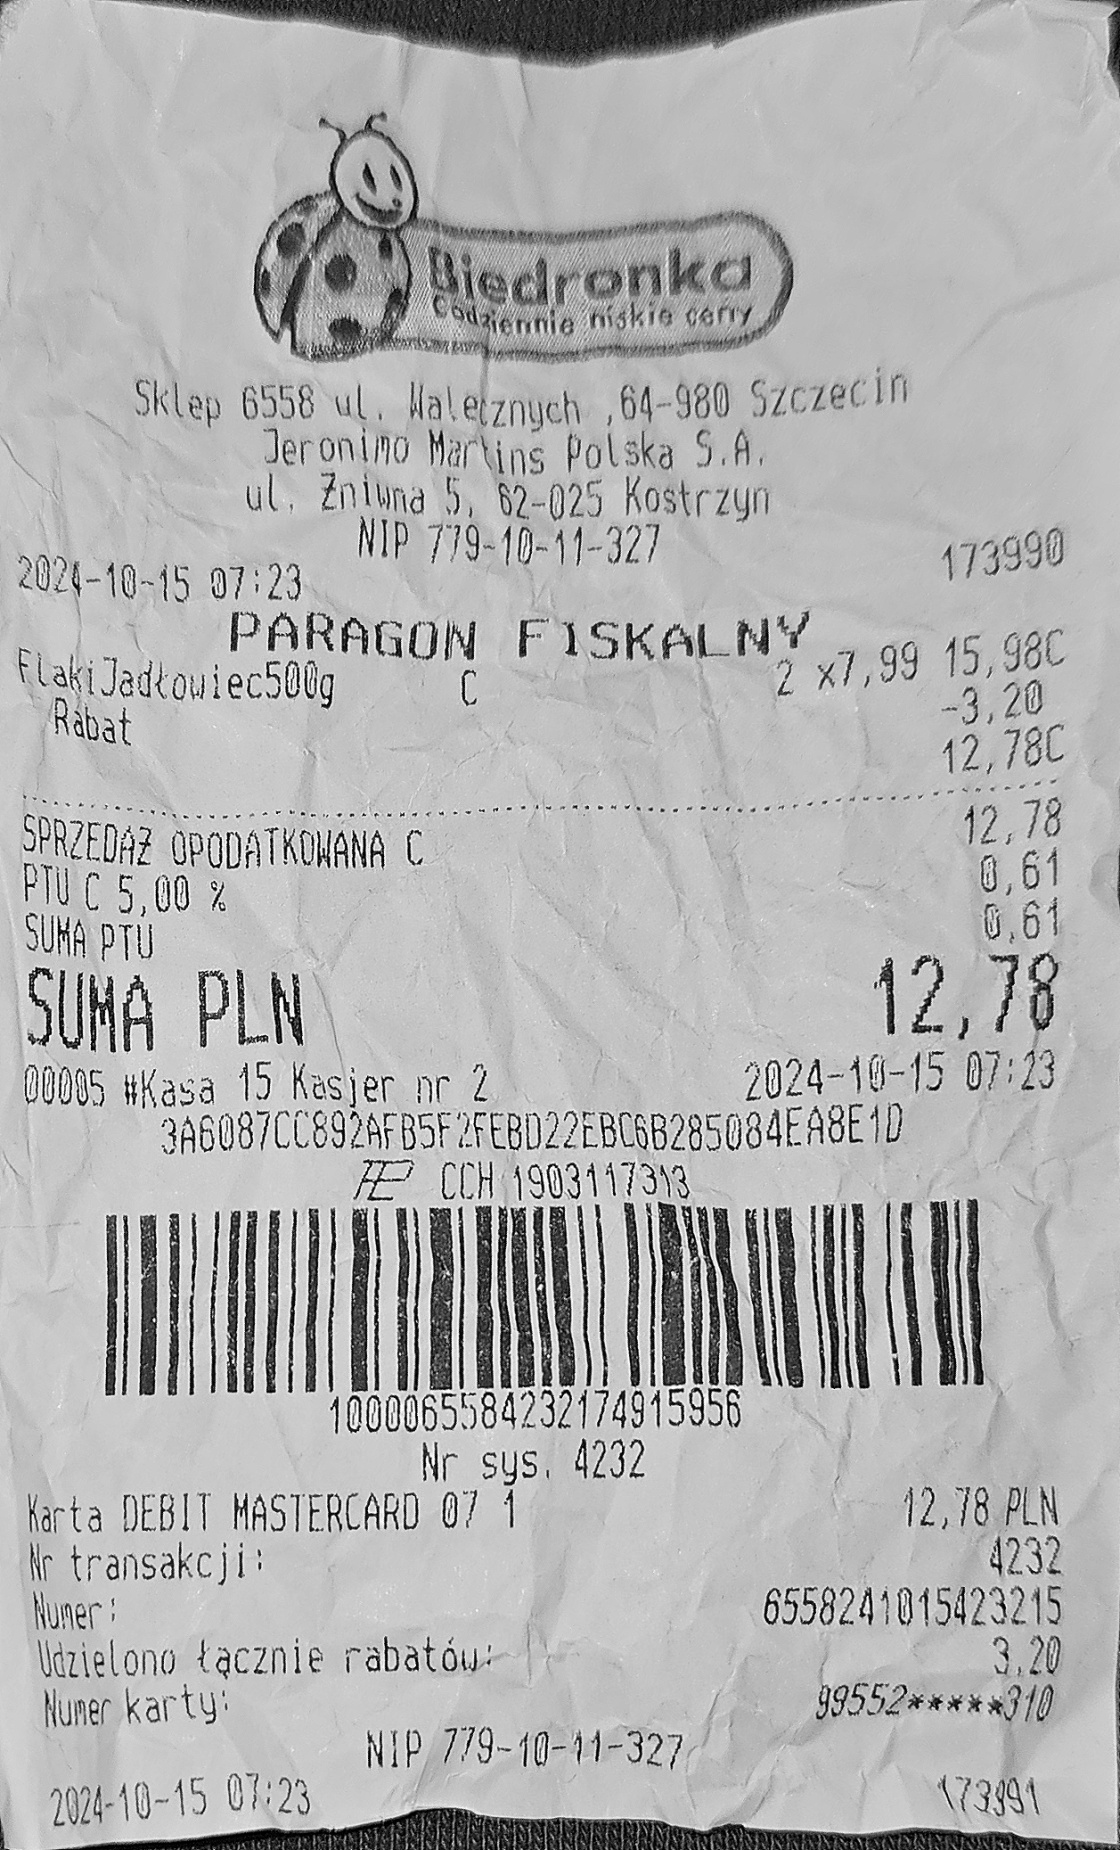 Biedronka
Codziennie niskie ceny
Sklep 6558 ul. Walecznych ,64-980 Szczecin
Jeronimo Martins Polska S.A.
ul. Żniwna 5, 62-025 Kostrzyn
NIP 779-10-11-327
2024-10-15 07:23 173990
PARAGON FISKALNY
FlakiJadłowiec500g C 2 x7,99 15,98C
Rabat -3,20
12,78C
SPRZEDAŻ OPODATKOWANA C 12,78
PTU C 5,00 % 0,61
SUMA PTU 0,61
SUMA PLN 12,78
00005 #Kasa 15 Kasjer nr 2 2024-10-15 07:23
3A6087CC892AFB5F2FEBD22EBC6B285084EA8E1D
CCH 1903117313
1000065584232174915956
Nr sys. 4232
Karta DEBIT MASTERCARD 07 1 12,78 PLN
Nr transakcji: 4232
Numer: 6558241015423215
Udzielono łącznie rabatów: 3,20
Numer karty: 99552*****310
NIP 779-10-11-327
2024-10-15 07:23 173991